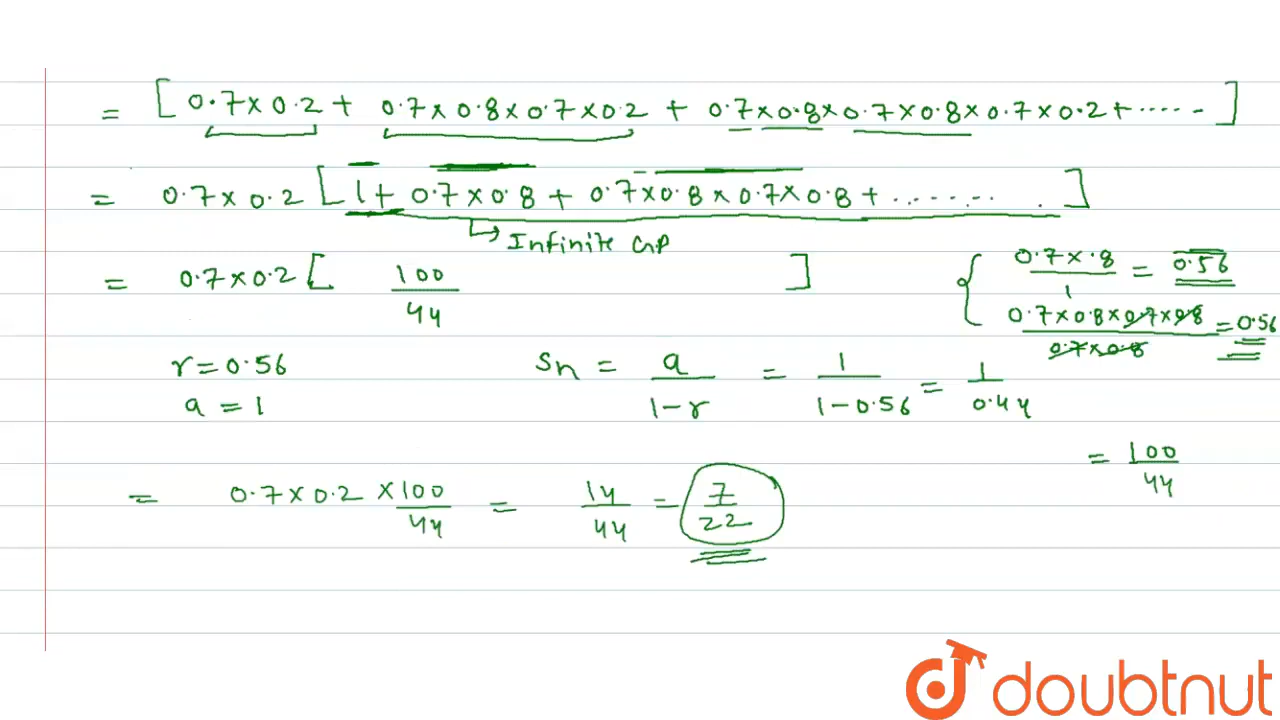 = [ 0.7 x 0.2 + 0.7 x 0.8 x 0.7 x 0.2 + 0.7 x 0.8 x 0.7 x 0.8 x 0.7 x 0.2 + ..... ]
= 0.7 x 0.2 [ 1 + 0.7 x 0.8 + 0.7 x 0.8 x 0.7 x 0.8 + ....... . ]
Infinite GP
= 0.7 x 0.2 [ 100/44 ]
{ 0.7 x .8 / 1 = 0.56
0.7 x 0.8 x 0.7 x 0.8 / 0.7 x 0.8 = 0.56
r = 0.56
a = 1
Sn = a / 1 - r = 1 / 1 - 0.56 = 1 / 0.44
= 100/44
= 0.7 x 0.2 x 100/44 = 14/44 = 7/22
doubtnut